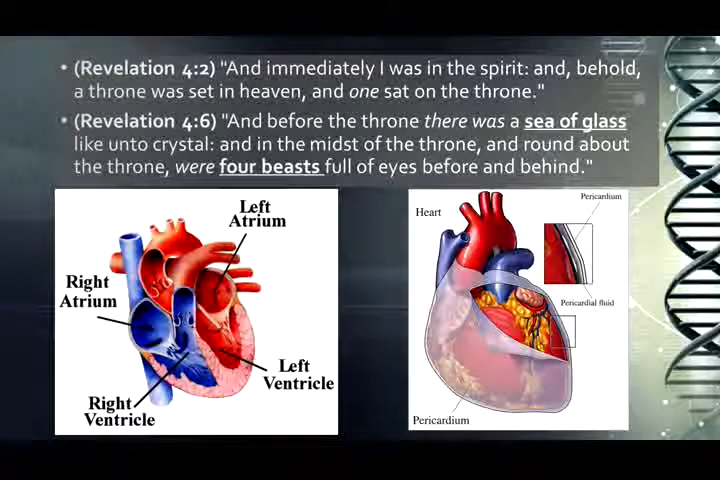 • (Revelation 4:2) "And immediately I was in the spirit: and, behold,
a throne was set in heaven, and one sat on the throne."
• (Revelation 4:6) "And before the throne there was a sea of glass
like unto crystal: and in the midst of the throne, and round about
the throne, were four beasts full of eyes before and behind."
Left
Atrium
Right
Atrium
Left
Ventricle
Right
Ventricle
Heart
Pericardium
Pericardial fluid
Pericardium